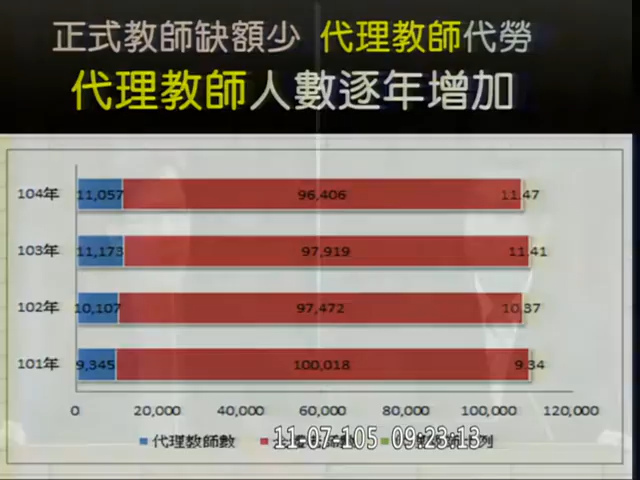 正式教師缺額少 代理教師代勞
代理教師人數逐年增加
104年 11,057 96,406 11.47
103年 11,173 97,919 11.41
102年 10,107 97,472 10.37
101年 9,345 100,018 9.34
0 20,000 40,000 60,000 80,000 100,000 120,000
代理教師數
11-07-105 09:23:13